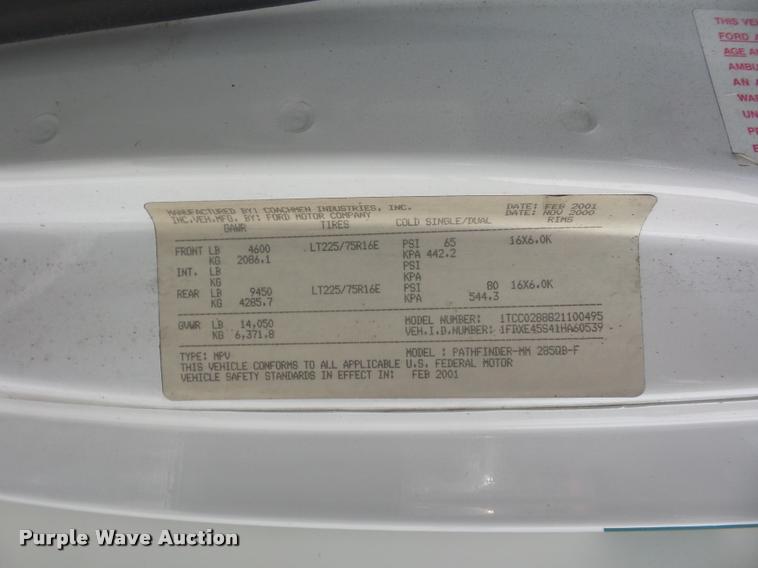 MANUFACTURED BY: COACHMEN INDUSTRIES, INC. DATE: FEB 2001
INC.VEH.MFG. BY: FORD MOTOR COMPANY DATE: NOV 2000
GAWR TIRES COLD SINGLE/DUAL RIMS
FRONT LB 4600 LT225/75R16E PSI 65 16X6.0K
KG 2086.1 KPA 442.2
INT. LB PSI
KG KPA
REAR LB 9450 LT225/75R16E PSI 80 16X6.0K
KG 4285.7 KPA 544.3
GVWR LB 14,050 MODEL NUMBER: 1TCC0288821100495
KG 6,371.8 VEH.I.D.NUMBER: 1FDXE45S41HA60539
TYPE: MPV MODEL : PATHFINDER-MM 285QB-F
THIS VEHICLE CONFORMS TO ALL APPLICABLE U.S. FEDERAL MOTOR
VEHICLE SAFETY STANDARDS IN EFFECT IN: FEB 2001
THIS VE
FORD
AGE
AMBU
AN
WAR
UN
Purple Wave Auction